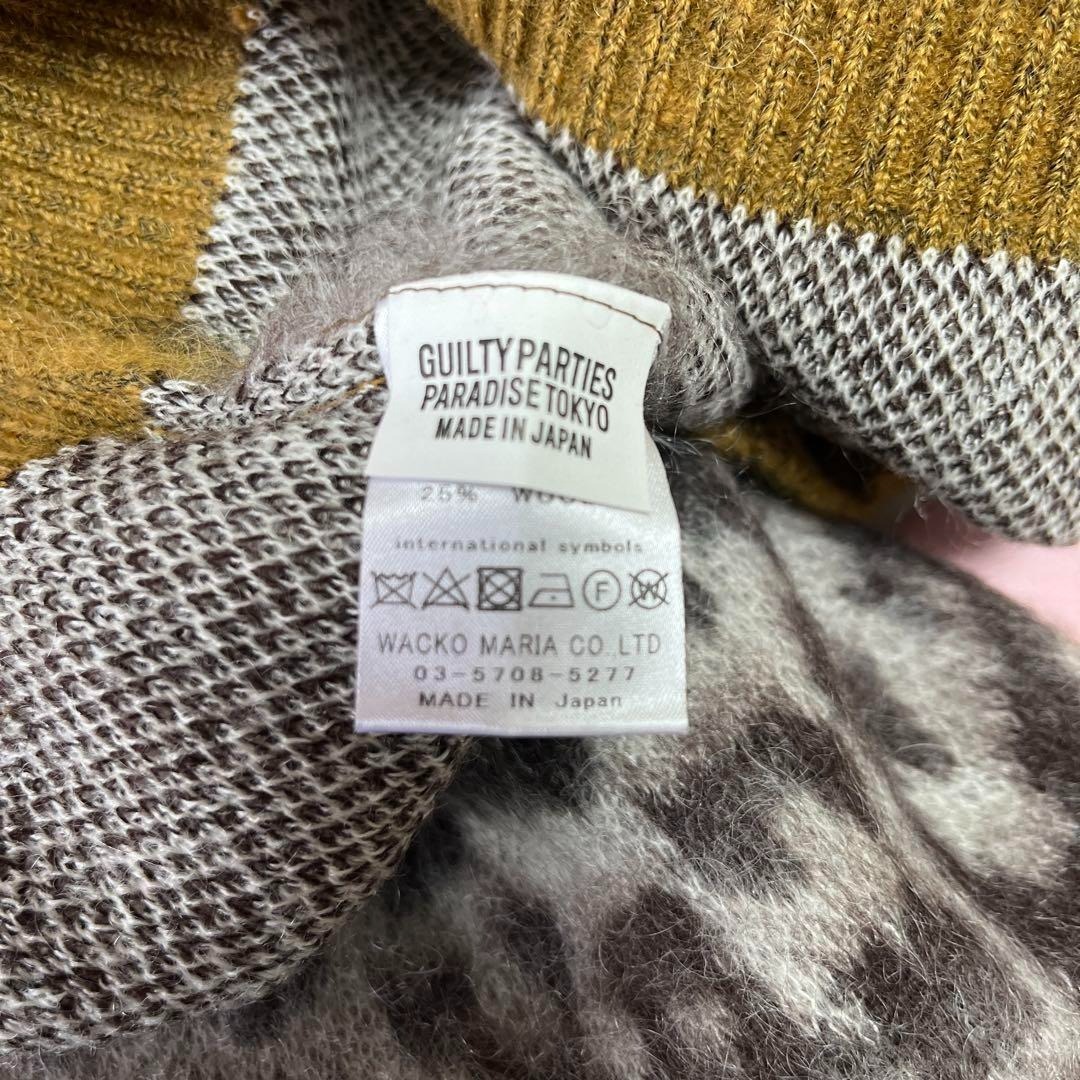 GUILTY PARTIES
PARADISE TOKYO
MADE IN JAPAN
25%
international symbols
F W
WACKO MARIA CO.LTD
03-5708-5277
MADE IN Japan